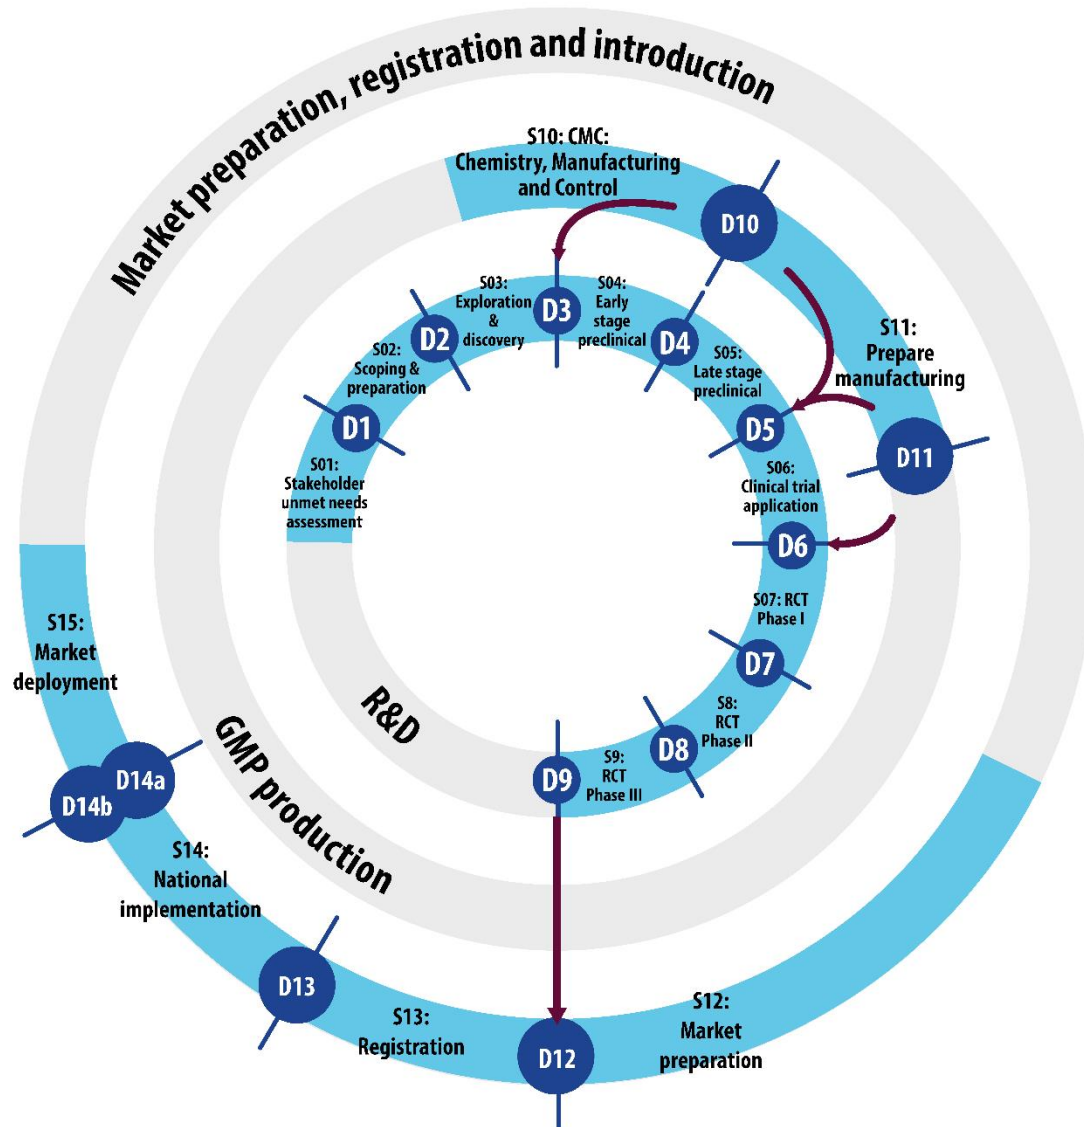 Market preparation, registration and introduction
S10: CMC:
Chemistry, Manufacturing
and Control
D10
S11:
Prepare
manufacturing
D11
GMP production
R&D
S01:
Stakeholder
unmet needs
assessment
D1
S02:
Scoping &
preparation
D2
S03:
Exploration
&
discovery
D3
S04:
Early
stage
preclinical
D4
S05:
Late stage
preclinical
D5
S06:
Clinical trial
application
D6
S07: RCT
Phase I
D7
S8:
RCT
Phase II
D8
S9:
RCT
Phase III
D9
S12:
Market
preparation
D12
S13:
Registration
D13
S14:
National
implementation
D14a
D14b
S15:
Market
deployment